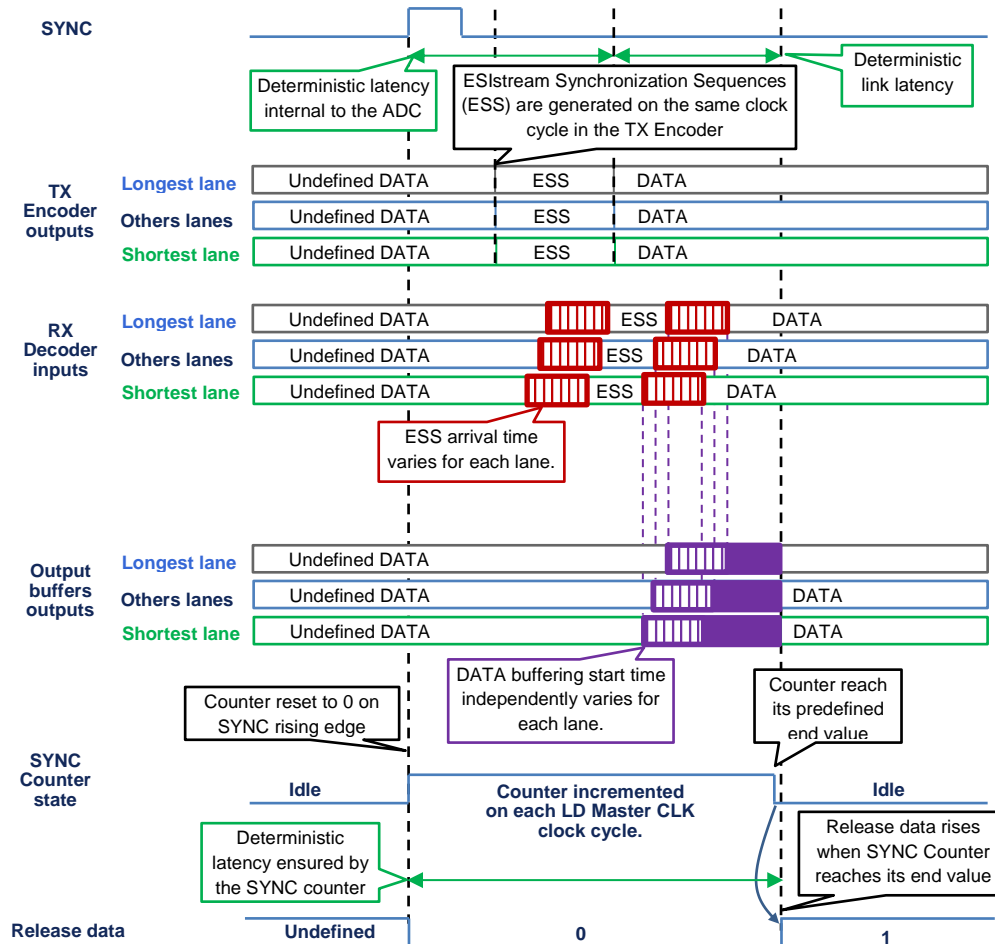 SYNC
Deterministic latency
internal to the ADC
ESIstream Synchronization Sequences
(ESS) are generated on the same clock
cycle in the TX Encoder
Deterministic
link latency
TX
Encoder
outputs
Longest lane
Undefined DATA
ESS
DATA
Others lanes
Undefined DATA
ESS
DATA
Shortest lane
Undefined DATA
ESS
DATA
RX
Decoder
inputs
Longest lane
Undefined DATA
ESS
DATA
Others lanes
Undefined DATA
ESS
DATA
Shortest lane
Undefined DATA
ESS
DATA
ESS arrival time
varies for each lane.
Output
buffers
outputs
Longest lane
Undefined DATA
Others lanes
Undefined DATA
DATA
Shortest lane
Undefined DATA
DATA
DATA buffering start time
independently varies for
each lane.
Counter reset to 0 on
SYNC rising edge
Counter reach
its predefined
end value
SYNC
Counter
state
Idle
Counter incremented
on each LD Master CLK
clock cycle.
Idle
Deterministic
latency ensured by
the SYNC counter
Release data rises
when SYNC Counter
reaches its end value
Release data
Undefined
0
1